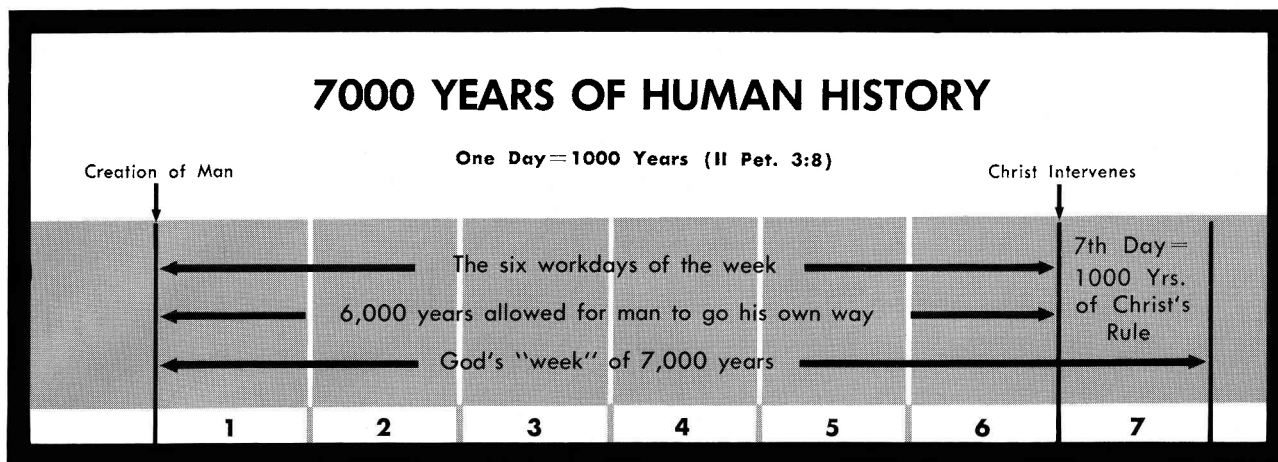 7000 YEARS OF HUMAN HISTORY
One Day=1000 Years (II Pet. 3:8)
Creation of Man
Christ Intervenes
The six workdays of the week
6,000 years allowed for man to go his own way
God's "week" of 7,000 years
7th Day=
1000 Yrs.
of Christ's
Rule
1 2 3 4 5 6 7